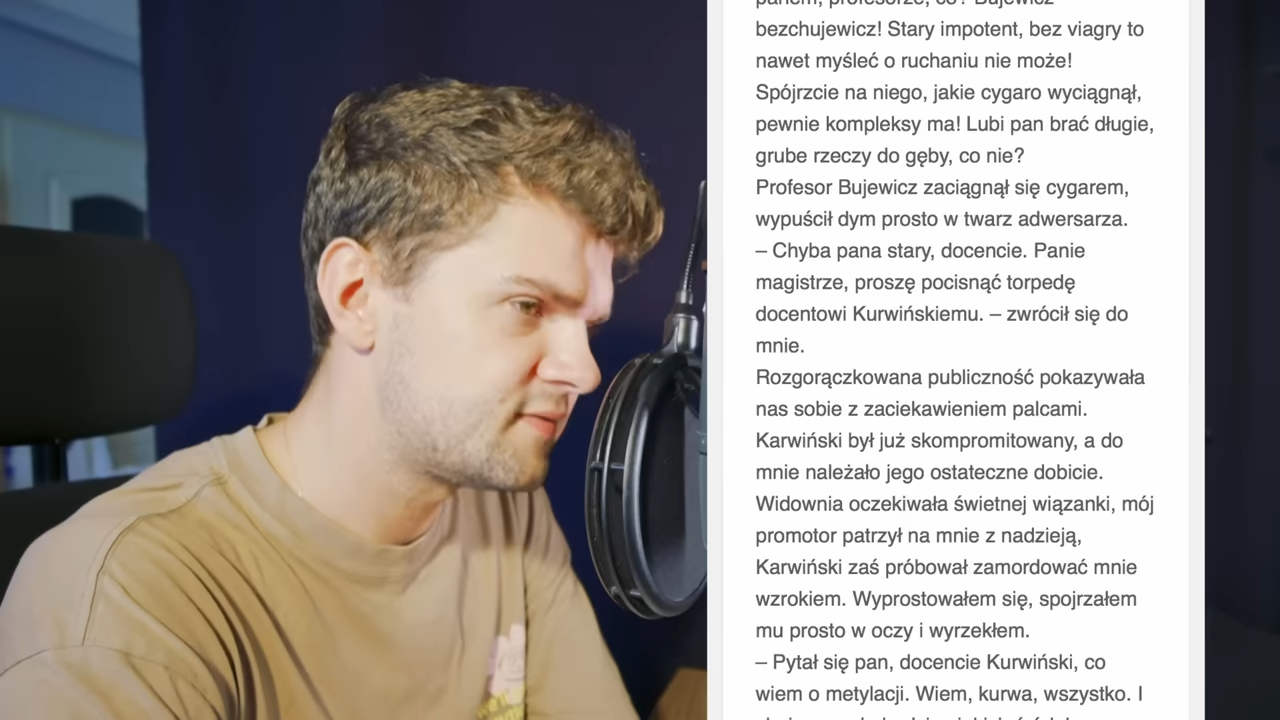 panem, profesorze, co? Bujewicz
bezchujewicz! Stary impotent, bez viagry to
nawet myśleć o ruchaniu nie może!
Spójrzcie na niego, jakie cygaro wyciągnął,
pewnie kompleksy ma! Lubi pan brać długie,
grube rzeczy do gęby, co nie?
Profesor Bujewicz zaciągnął się cygarem,
wypuścił dym prosto w twarz adwersarza.
– Chyba pana stary, docencie. Panie
magistrze, proszę pocisnąć torpedę
docentowi Kurwińskiemu. – zwrócił się do
mnie.
Rozgorączkowana publiczność pokazywała
nas sobie z zaciekawieniem palcami.
Karwiński był już skompromitowany, a do
mnie należało jego ostateczne dobicie.
Widownia oczekiwała świetnej wiązanki, mój
promotor patrzył na mnie z nadzieją,
Karwiński zaś próbował zamordować mnie
wzrokiem. Wyprostowałem się, spojrzałem
mu prosto w oczy i wyrzekłem.
– Pytał się pan, docencie Kurwiński, co
wiem o metylacji. Wiem, kurwa, wszystko. I